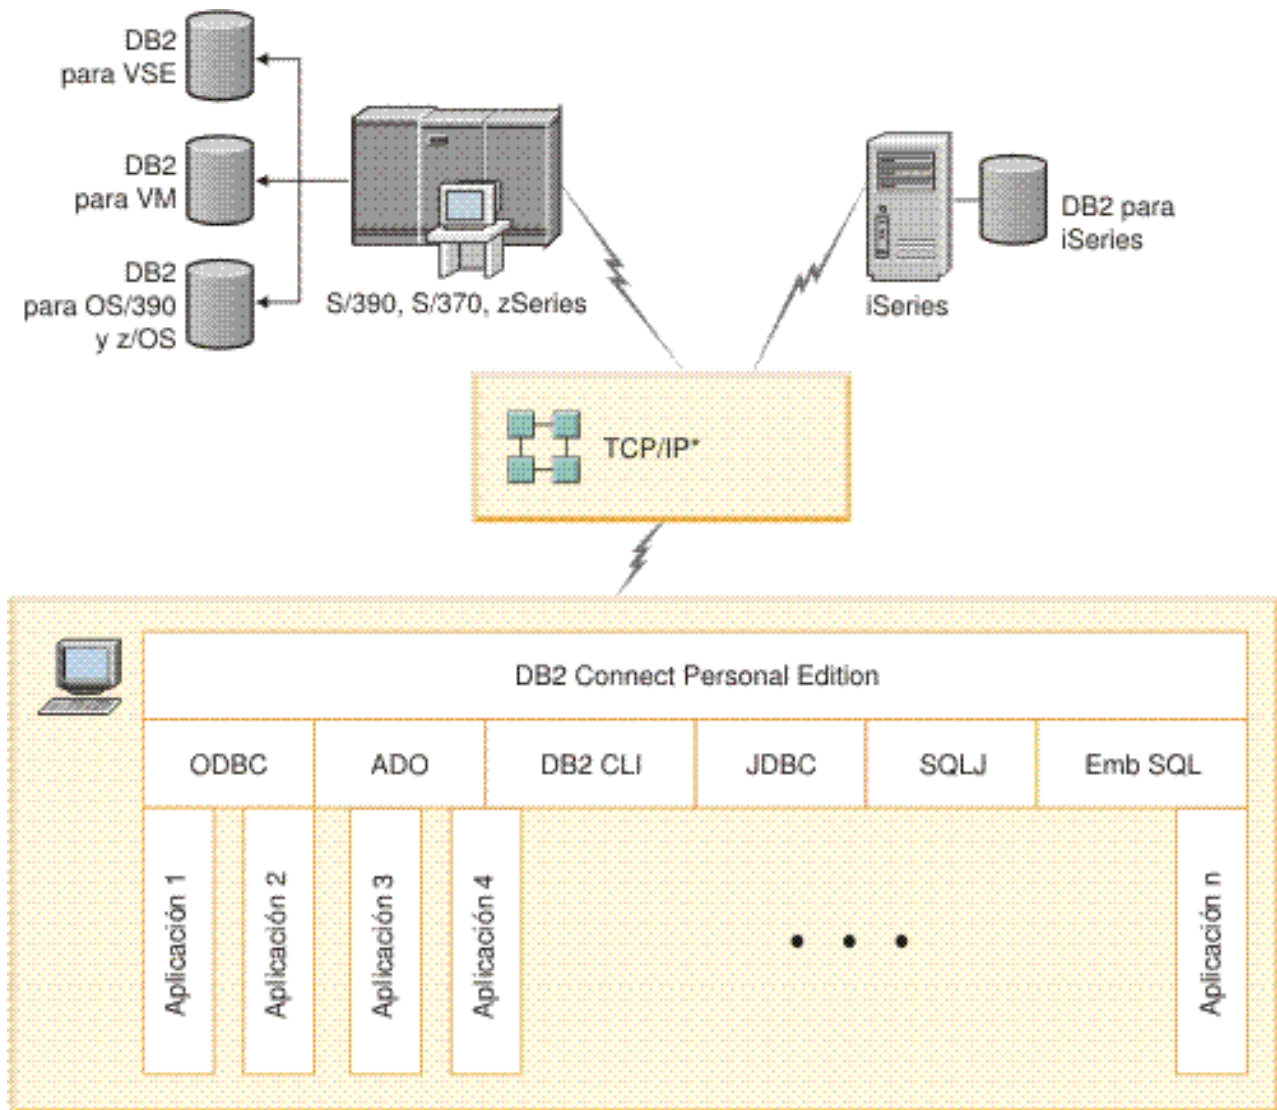 DB2
para VSE
DB2
para VM
DB2
para OS/390
y z/OS
S/390, S/370, zSeries
iSeries
DB2 para
iSeries
TCP/IP*
DB2 Connect Personal Edition
ODBC
ADO
DB2 CLI
JDBC
SQLJ
Emb SQL
Aplicación 1
Aplicación 2
Aplicación 3
Aplicación 4
• • •
Aplicación n